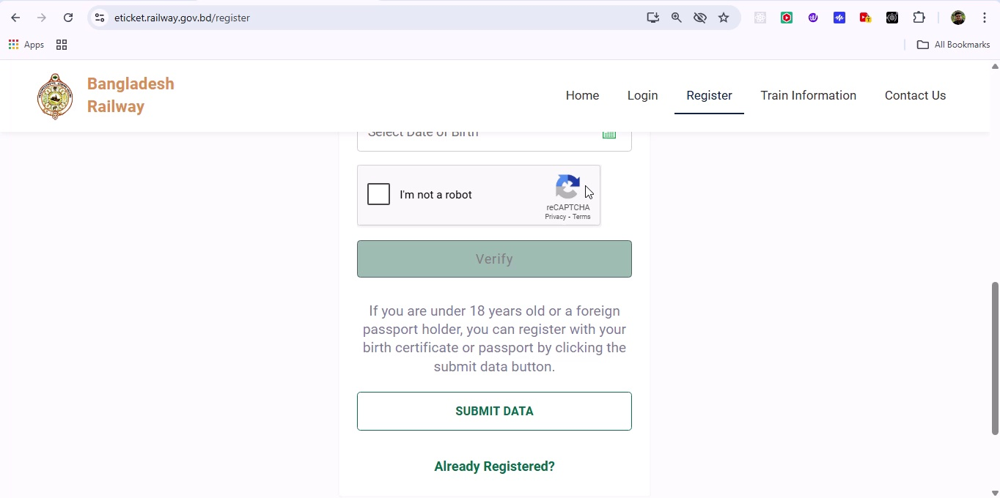 eticket.railway.gov.bd/register
Apps
All Bookmarks
Bangladesh
Railway
Home
Login
Register
Train Information
Contact Us
Select Date of Birth
I'm not a robot
reCAPTCHA
Privacy - Terms
Verify
If you are under 18 years old or a foreign
passport holder, you can register with your
birth certificate or passport by clicking the
submit data button.
SUBMIT DATA
Already Registered?